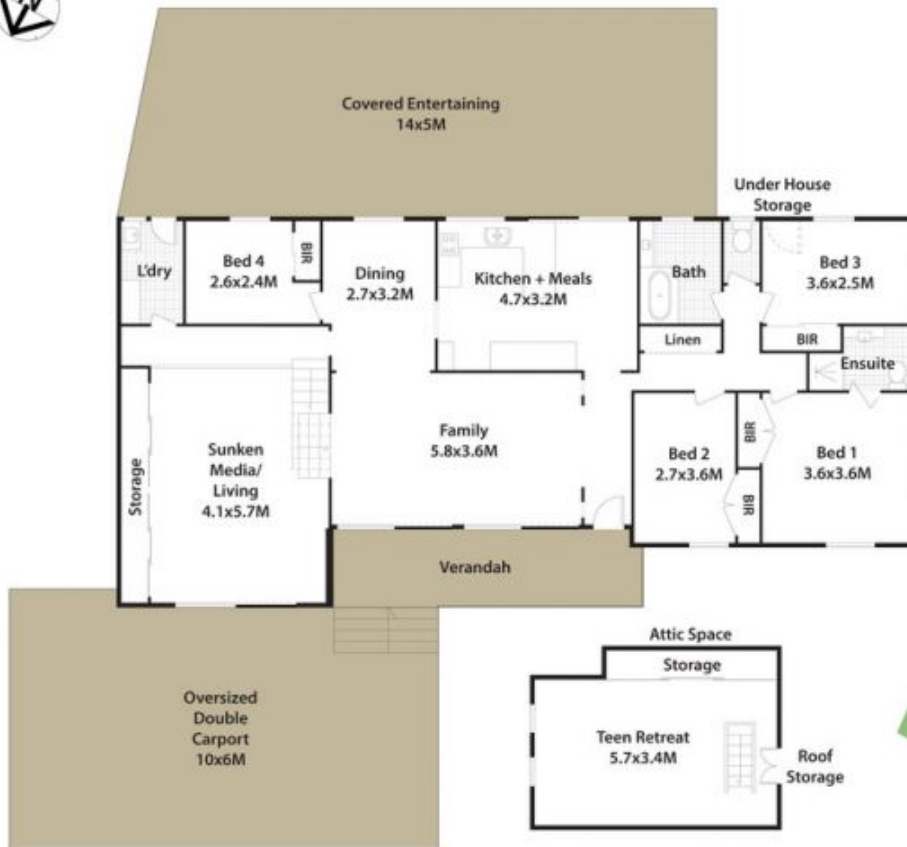 Covered Entertaining
14x5M
Under House
Storage
L'dry
Bed 4
2.6x2.4M
BIR
Dining
2.7x3.2M
Kitchen + Meals
4.7x3.2M
Bath
Linen
Bed 3
3.6x2.5M
BIR
Ensuite
Storage
Sunken
Media/
Living
4.1x5.7M
Family
5.8x3.6M
Bed 2
2.7x3.6M
BIR
BIR
Bed 1
3.6x3.6M
Verandah
Oversized
Double
Carport
10x6M
Attic Space
Storage
Teen Retreat
5.7x3.4M
Roof
Storage